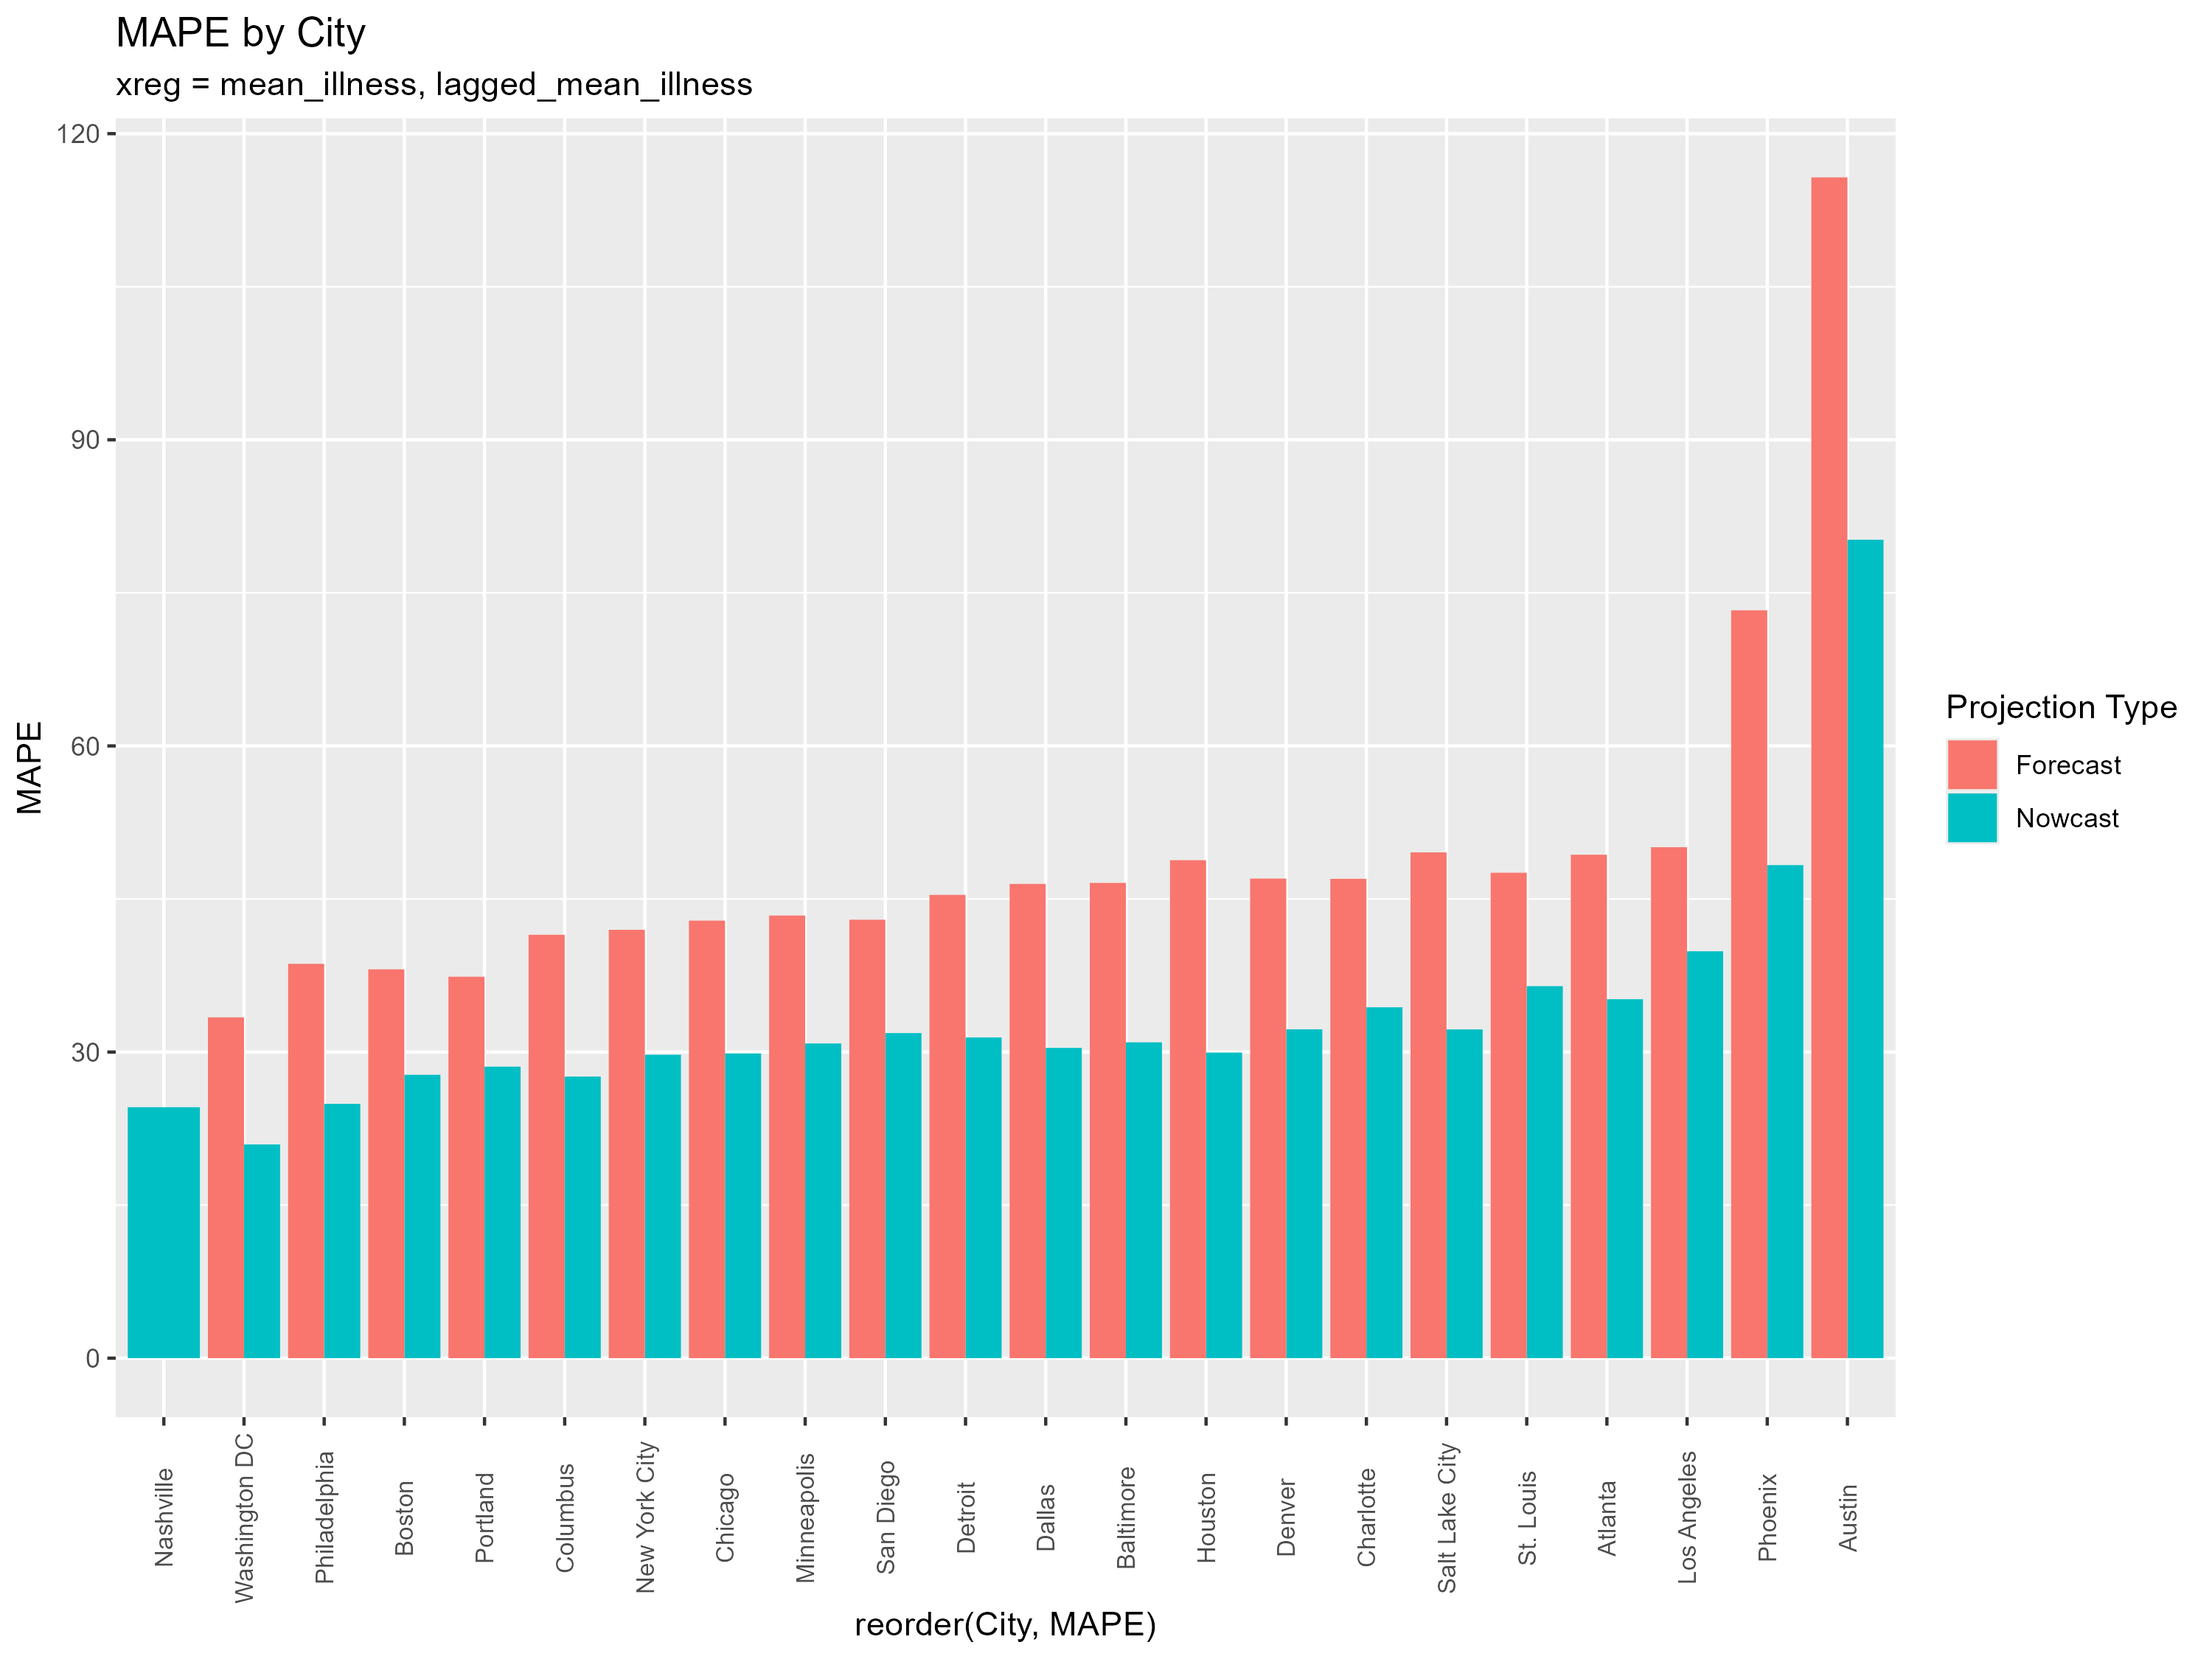 MAPE by City
xreg = mean_illness, lagged_mean_illness
120
90
60
30
0
MAPE
Nashville
Washington DC
Philadelphia
Boston
Portland
Columbus
New York City
Chicago
Minneapolis
San Diego
Detroit
Dallas
Baltimore
Houston
Denver
Charlotte
Salt Lake City
St. Louis
Atlanta
Los Angeles
Phoenix
Austin
reorder(City, MAPE)
Projection Type
Forecast
Nowcast